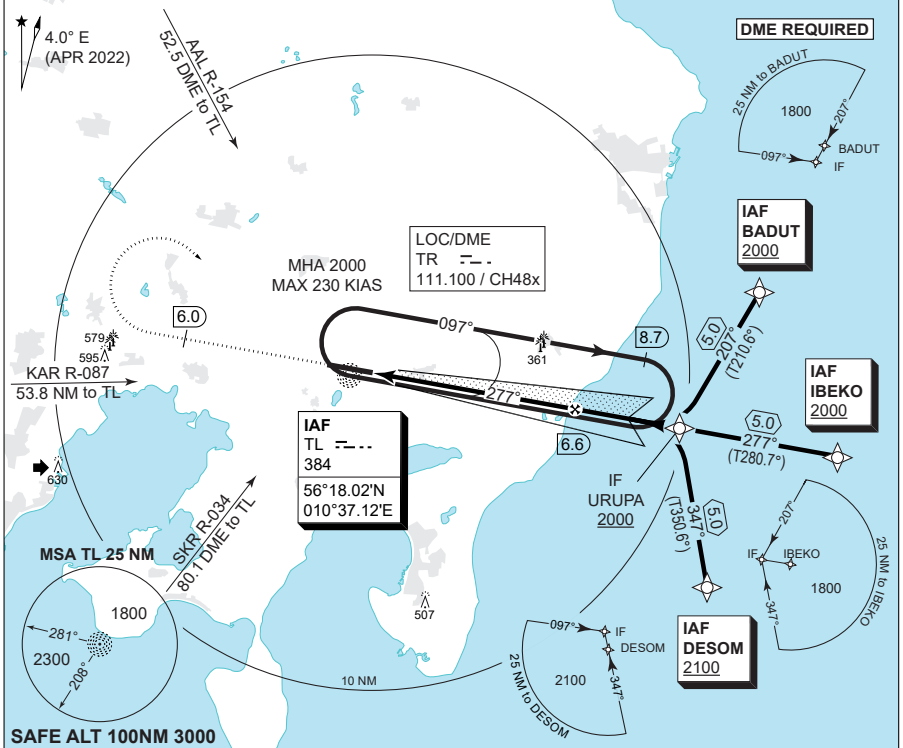 4.0° E
(APR 2022)
AAL R-154
52.5 DME to TL
DME REQUIRED
25 NM to BADUT
1800
207°
097°
BADUT
IF
IAF
BADUT
2000
LOC/DME
TR
111.100 / CH48x
MHA 2000
MAX 230 KIAS
6.0
097°
8.7
5.0
207°
(T210.6°)
579
595
361
KAR R-087
53.8 NM to TL
277°
IAF
IBEKO
2000
5.0
277°
(T280.7°)
6.6
IAF
TL
384
56°18.02'N
010°37.12'E
630
IF
URUPA
2000
5.0
347°
(T350.6°)
SKR R-034
80.1 DME to TL
207°
IF
IBEKO
1800
347°
25 NM to IBEKO
MSA TL 25 NM
1800
281°
2300
208°
507
097°
IF
DESOM
2100
347°
25 NM to DESOM
IAF
DESOM
2100
10 NM
SAFE ALT 100NM 3000